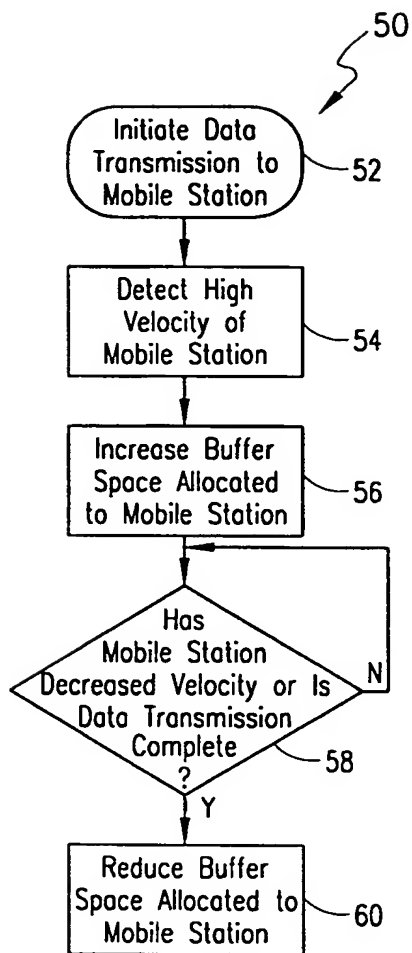 50
Initiate Data
Transmission to
Mobile Station
52
Detect High
Velocity of
Mobile Station
54
Increase Buffer
Space Allocated
to Mobile Station
56
Has
Mobile Station
Decreased Velocity or Is
Data Transmission
Complete
?
N
58
Y
Reduce Buffer
Space Allocated to
Mobile Station
60